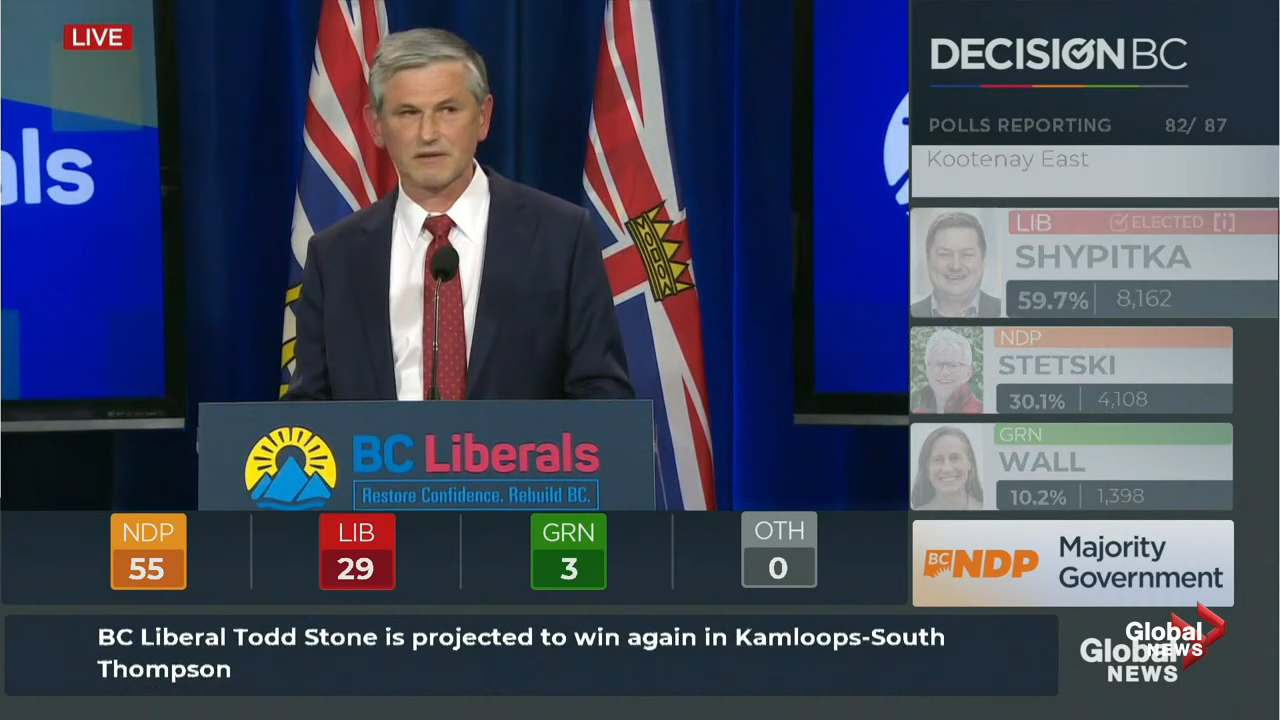 LIVE
als
DECISION BC
POLLS REPORTING 82/ 87
Kootenay East
LIB ELECTED [i]
SHYPITKA
59.7% 8,162
NDP
STETSKI
30.1% 4,108
GRN
WALL
10.2% 1,398
BC Liberals
Restore Confidence. Rebuild BC.
NDP
55
LIB
29
GRN
3
OTH
0
BC NDP
Majority
Government
BC Liberal Todd Stone is projected to win again in Kamloops-South
Thompson
Global
NEWS
Global
NEWS